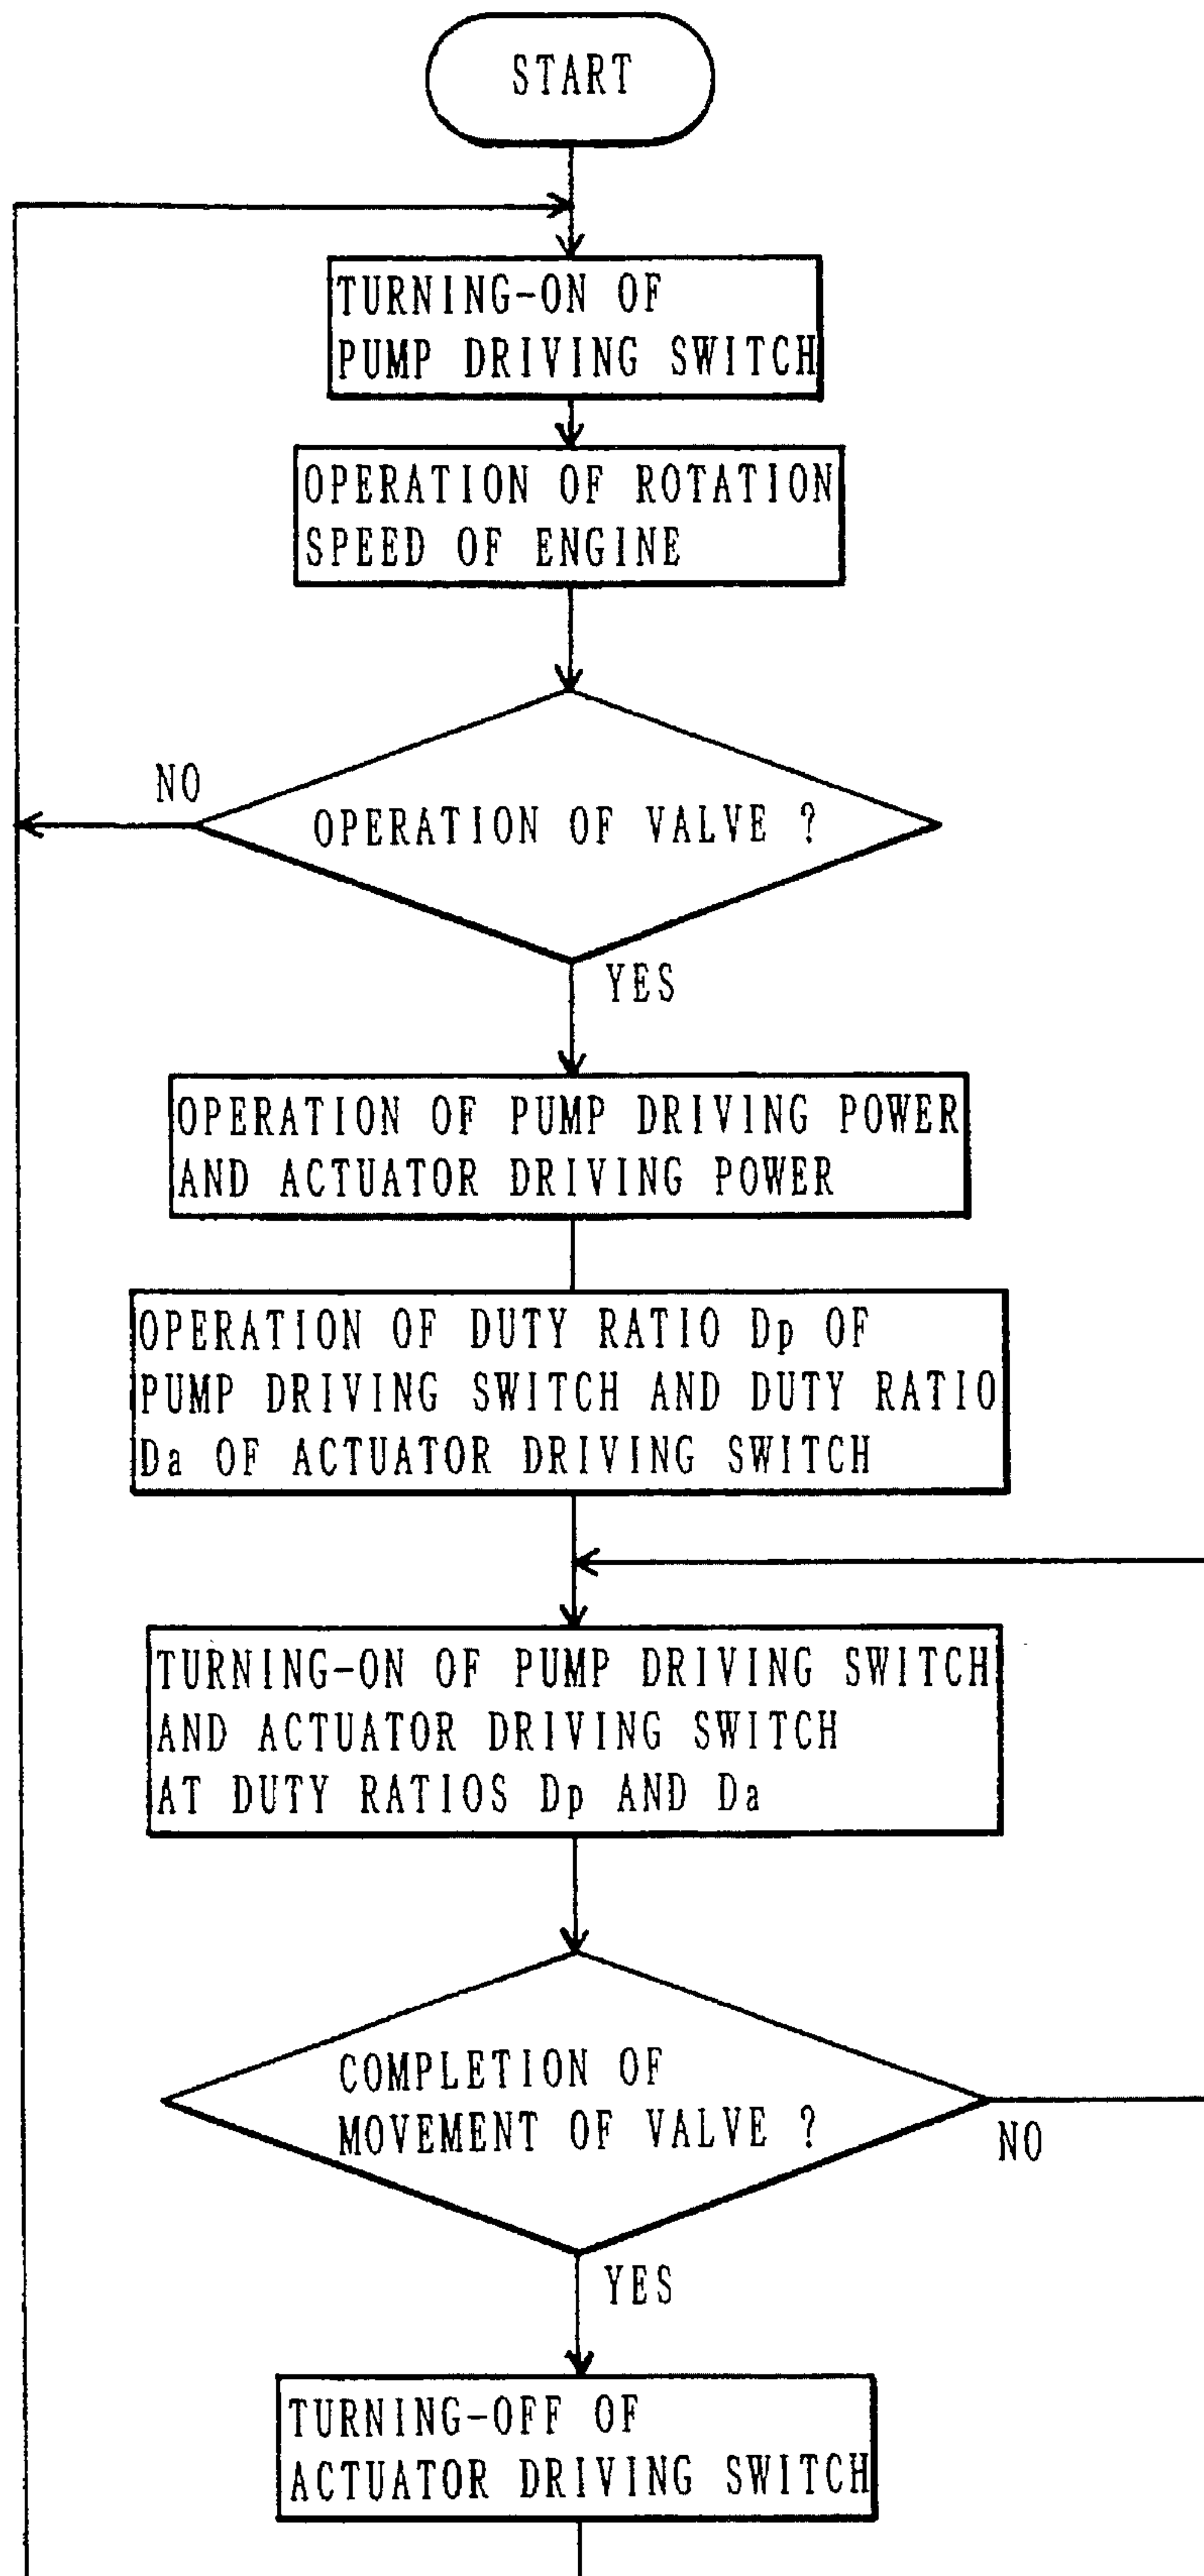 START
TURNING-ON OF
PUMP DRIVING SWITCH
OPERATION OF ROTATION
SPEED OF ENGINE
NO
OPERATION OF VALVE ?
YES
OPERATION OF PUMP DRIVING POWER
AND ACTUATOR DRIVING POWER
OPERATION OF DUTY RATIO Dp OF
PUMP DRIVING SWITCH AND DUTY RATIO
Da OF ACTUATOR DRIVING SWITCH
TURNING-ON OF PUMP DRIVING SWITCH
AND ACTUATOR DRIVING SWITCH
AT DUTY RATIOS Dp AND Da
COMPLETION OF
MOVEMENT OF VALVE ?
NO
YES
TURNING-OFF OF
ACTUATOR DRIVING SWITCH